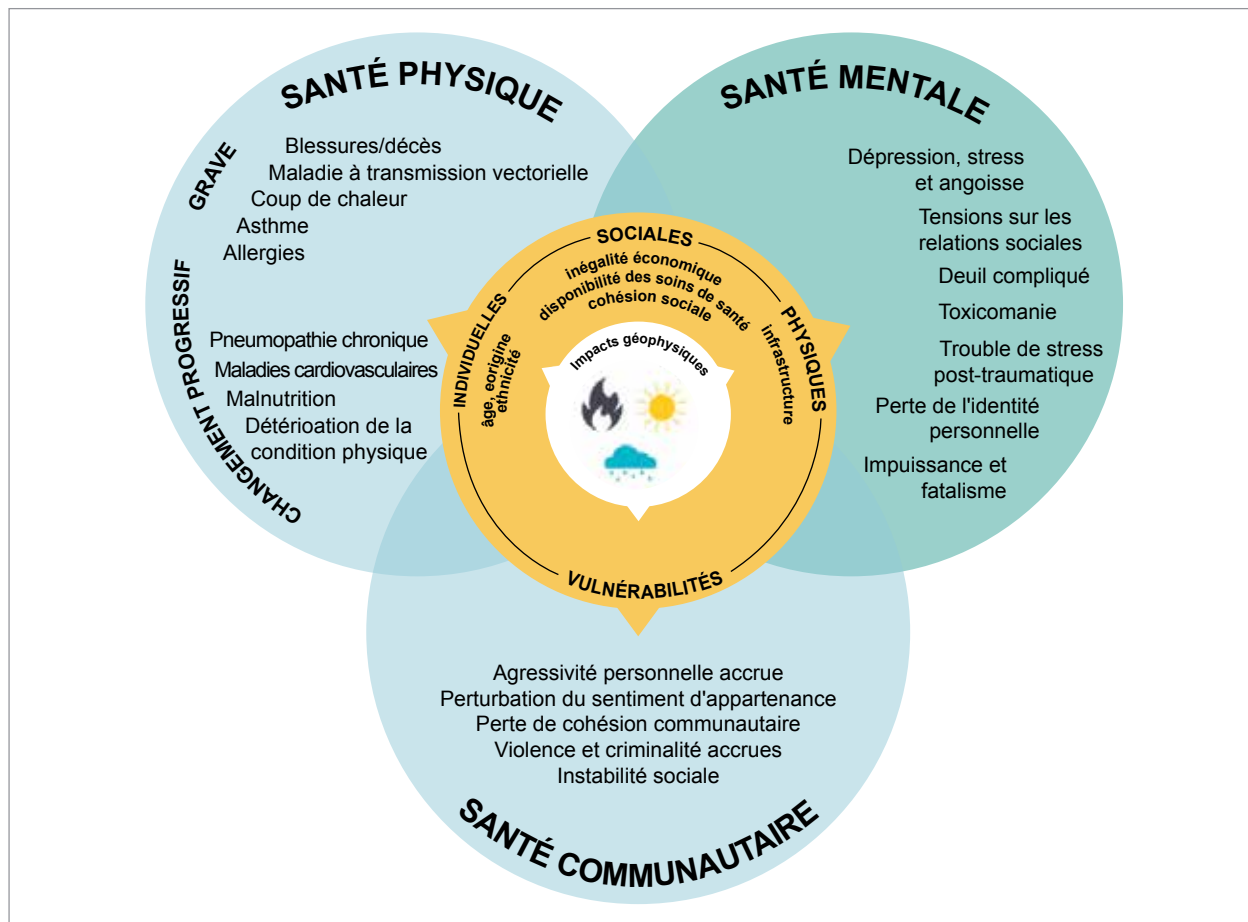 SANTÉ PHYSIQUE
GRAVE
Blessures/décès
Maladie à transmission vectorielle
Coup de chaleur
Asthme
Allergies
CHANGEMENT PROGRESSIF
Pneumopathie chronique
Maladies cardiovasculaires
Malnutrition
Détérioation de la
condition physique
SANTÉ MENTALE
Dépression, stress
et angoisse
Tensions sur les
relations sociales
Deuil compliqué
Toxicomanie
Trouble de stress
post-traumatique
Perte de l'identité
personnelle
Impuissance et
fatalisme
SOCIALES
inégalité économique
disponibilité des soins de santé
cohésion sociale
INDIVIDUELLES
âge, eorigine
ethnicité
PHYSIQUES
infrastructure
Impacts géophysiques
VULNÉRABILITÉS
Agressivité personnelle accrue
Perturbation du sentiment d'appartenance
Perte de cohésion communautaire
Violence et criminalité accrues
Instabilité sociale
SANTÉ COMMUNAUTAIRE